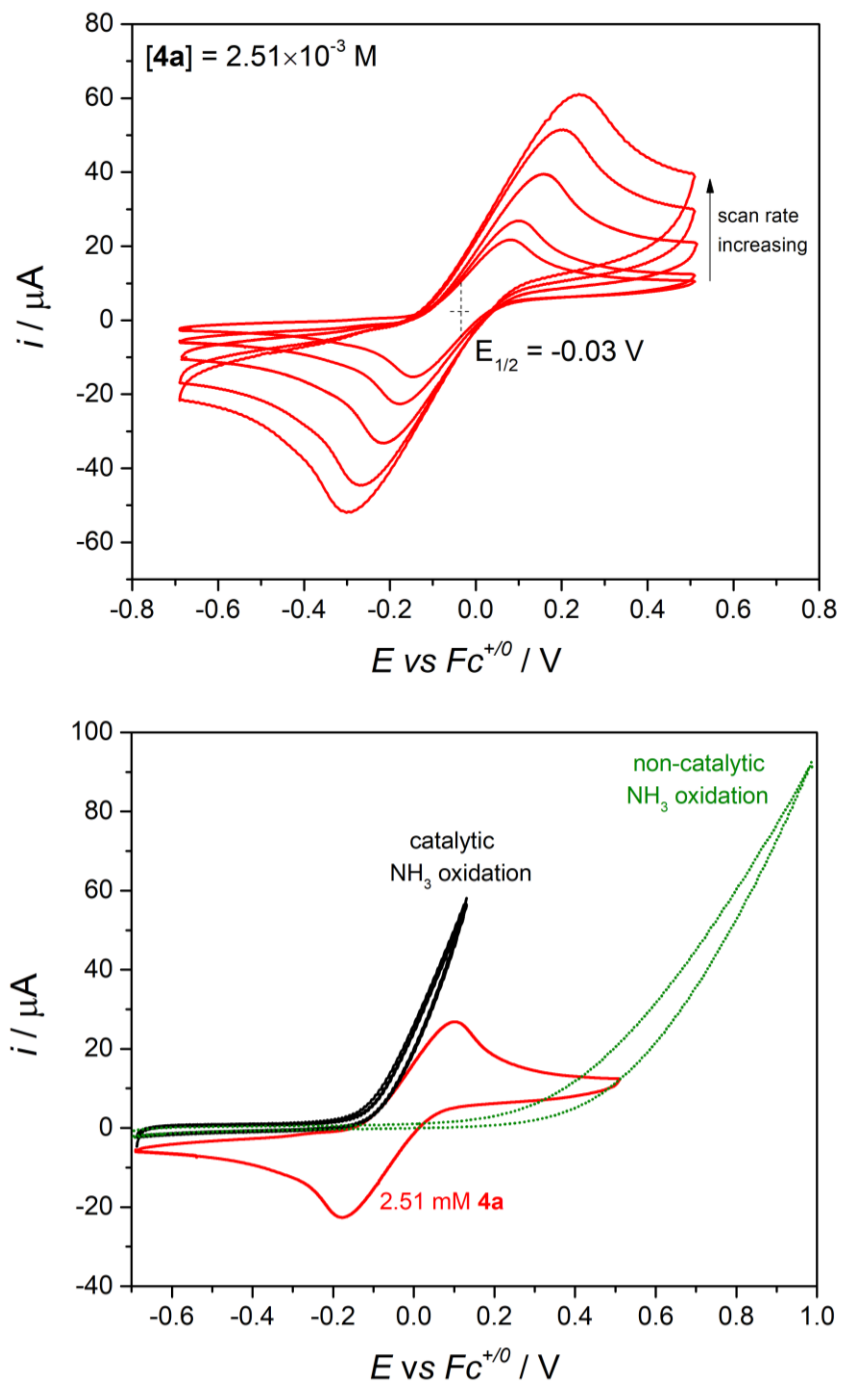 [4a] = 2.51×10⁻³ M
80
60
40
20
0
-20
-40
-60
scan rate
increasing
E₁/₂ = -0.03 V
-0.8 -0.6 -0.4 -0.2 0.0 0.2 0.4 0.6 0.8
i / μA
E vs Fc⁺/⁰ / V
100
80
60
40
20
0
-20
-40
non-catalytic
NH₃ oxidation
catalytic
NH₃ oxidation
2.51 mM 4a
-0.6 -0.4 -0.2 0.0 0.2 0.4 0.6 0.8 1.0
i / μA
E vs Fc⁺/⁰ / V